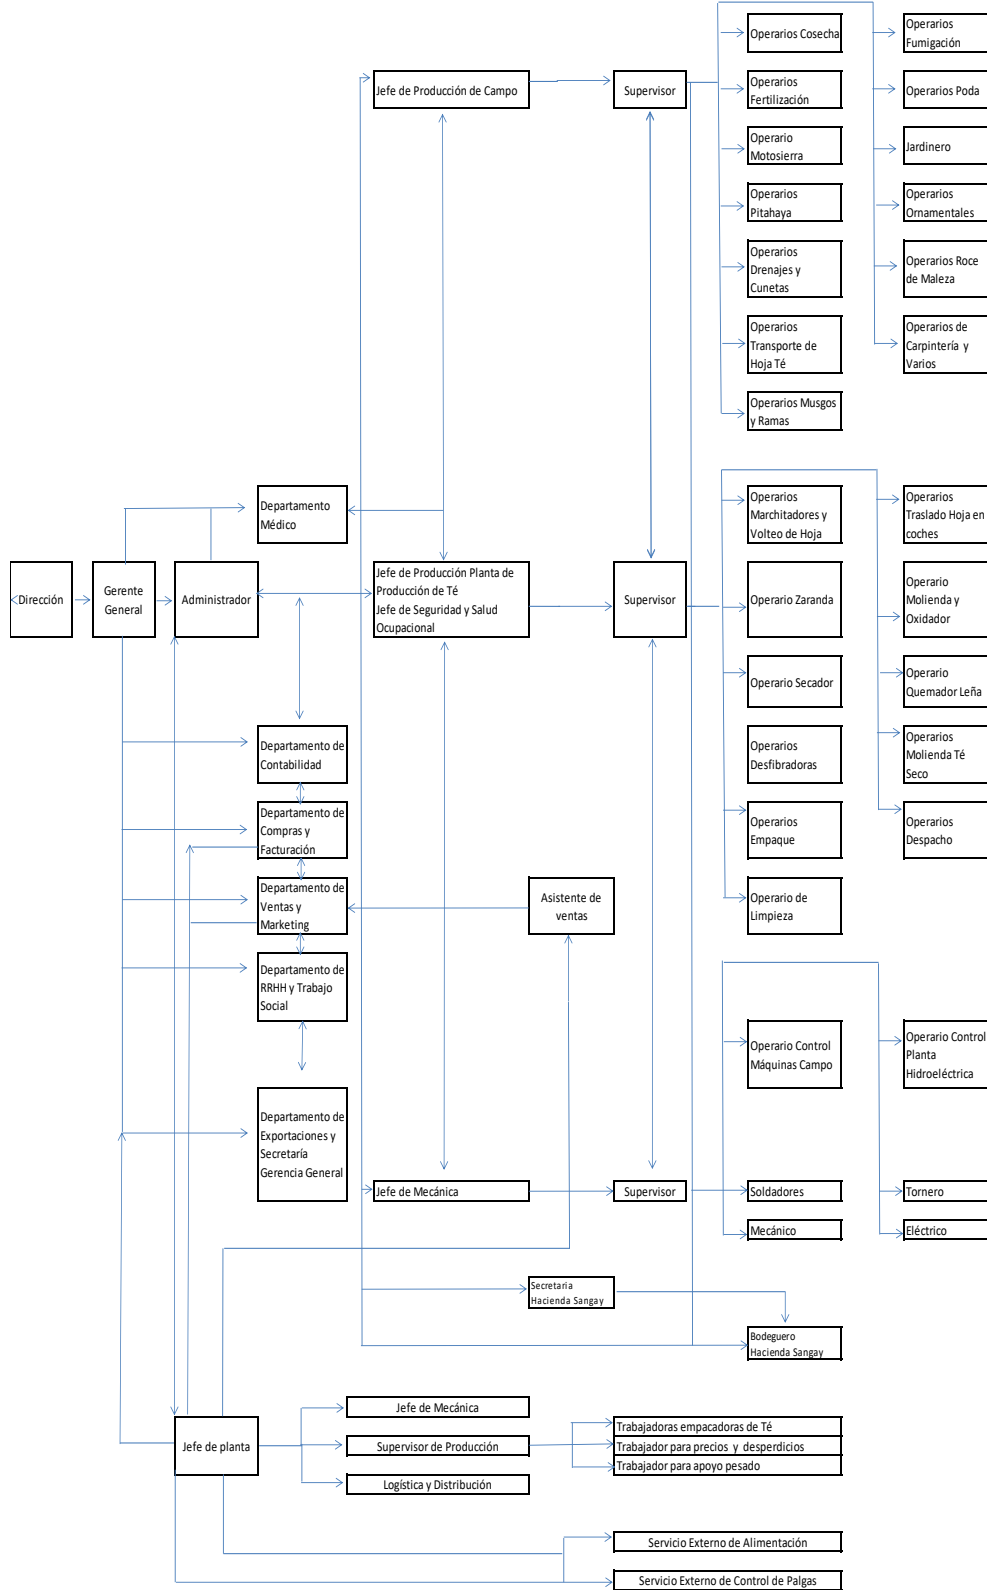 Operarios Cosecha
Operarios
Fumigación
Jefe de Producción de Campo
Supervisor
Operarios
Fertilización
Operarios Poda
Operario
Motosierra
Jardinero
Operarios
Pitahaya
Operarios
Ornamentales
Operarios
Drenajes y
Cunetas
Operarios Roce
de Maleza
Operarios
Transporte de
Hoja Té
Operarios de
Carpintería y
Varios
Operarios Musgos
y Ramas
Departamento
Médico
Operarios
Marchitadores y
Volteo de Hoja
Operarios
Traslado Hoja en
coches
Dirección
Gerente
General
Administrador
Jefe de Producción Planta de
Producción de Té
Jefe de Seguridad y Salud
Ocupacional
Supervisor
Operario Zaranda
Operario
Molienda y
Oxidador
Operario Secador
Operario
Quemador Leña
Departamento de
Contabilidad
Operarios
Desfibradoras
Operarios
Molienda Té
Seco
Departamento de
Compras y
Facturación
Operarios
Empaque
Operarios
Despacho
Departamento de
Ventas y
Marketing
Asistente de
ventas
Operario de
Limpieza
Departamento de
RRHH y Trabajo
Social
Operario Control
Máquinas Campo
Operario Control
Planta
Hidroeléctrica
Departamento de
Exportaciones y
Secretaría
Gerencia General
Jefe de Mecánica
Supervisor
Soldadores
Tornero
Mecánico
Eléctrico
Secretaria
Hacienda Sangay
Bodeguero
Hacienda Sangay
Jefe de planta
Jefe de Mecánica
Supervisor de Producción
Logística y Distribución
Trabajadoras empacadoras de Té
Trabajador para precios y desperdicios
Trabajador para apoyo pesado
Servicio Externo de Alimentación
Servicio Externo de Control de Palgas